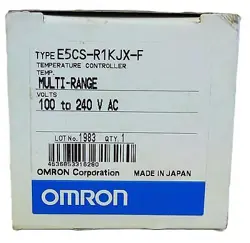 TYPE E5CS-R1KJX-F
TEMPERATURE CONTROLLER
TEMP.
MULTI-RANGE
VOLTS
100 to 240 V AC
LOT No. 1983 QTY. 1
OMRON Corporation MADE IN JAPAN
OMRON